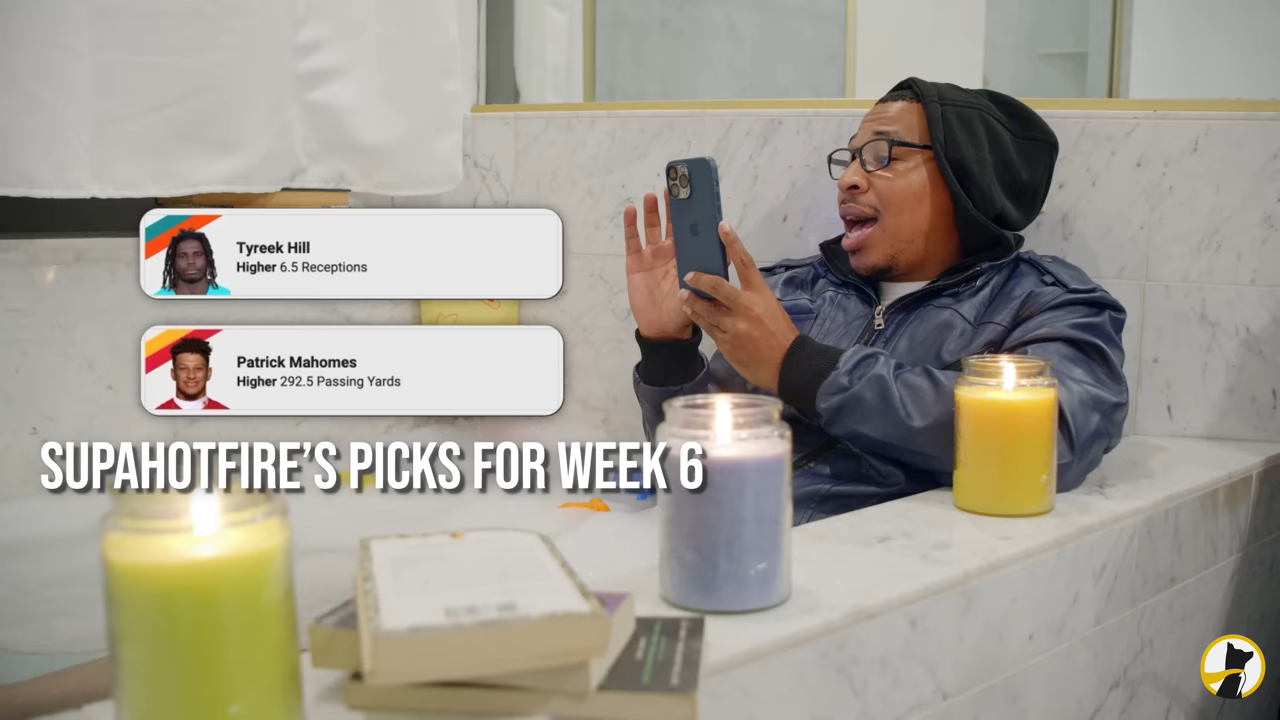 Tyreek Hill
Higher 6.5 Receptions
Patrick Mahomes
Higher 292.5 Passing Yards
SUPAHOTFIRE'S PICKS FOR WEEK 6